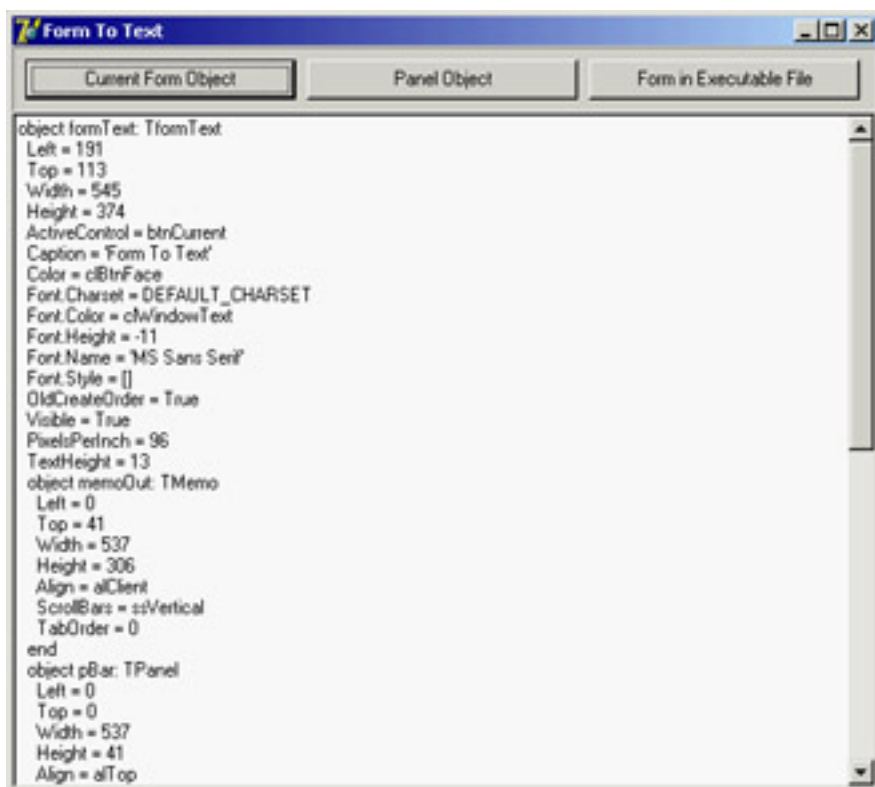 Form To Text
Current Form Object
Panel Object
Form in Executable File
object formText: TformText
Left = 191
Top = 113
Width = 545
Height = 374
ActiveControl = btnCurrent
Caption = 'Form To Text'
Color = clBtnFace
Font.Charset = DEFAULT_CHARSET
Font.Color = clWindowText
Font.Height = -11
Font.Name = 'MS Sans Serif'
Font.Style = []
OldCreateOrder = True
Visible = True
PixelsPerInch = 96
TextHeight = 13
object memoOut: TMemo
Left = 0
Top = 41
Width = 537
Height = 306
Align = alClient
ScrollBars = ssVertical
TabOrder = 0
end
object pBar: TPanel
Left = 0
Top = 0
Width = 537
Height = 41
Align = alTop